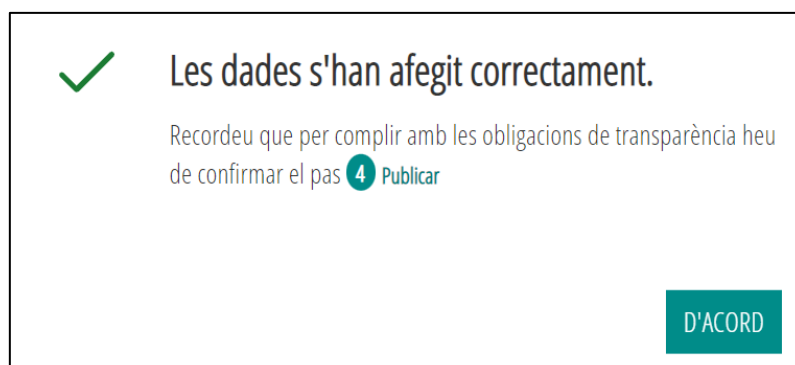 Les dades s'han afegit correctament.
Recordeu que per complir amb les obligacions de transparència heu
de confirmar el pas 4 Publicar
D'ACORD